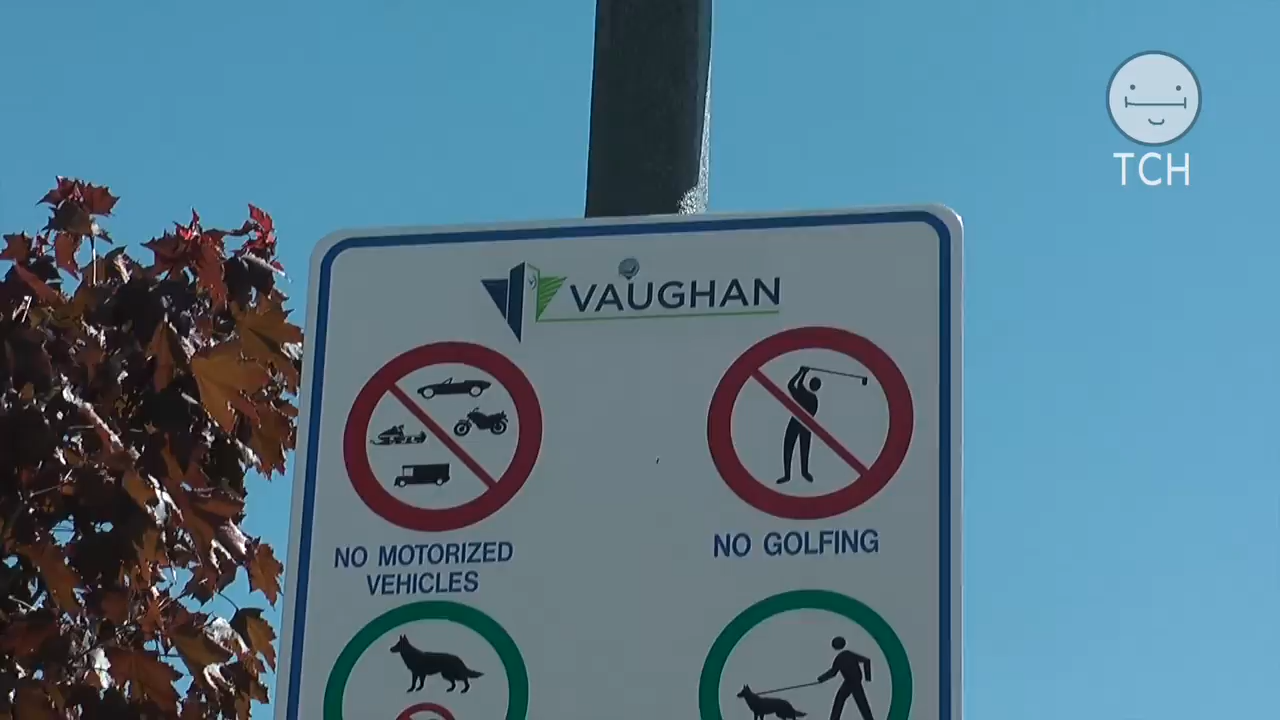 TCH
VAUGHAN
NO MOTORIZED
VEHICLES
NO GOLFING